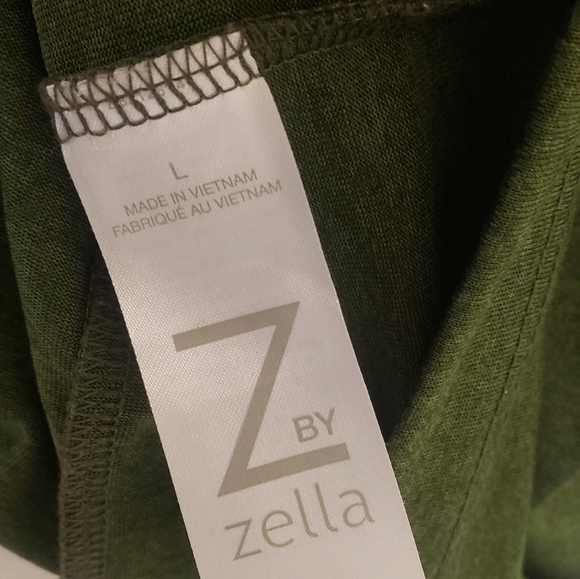 L
MADE IN VIETNAM
FABRIQUÉ AU VIETNAM
Z BY
zella